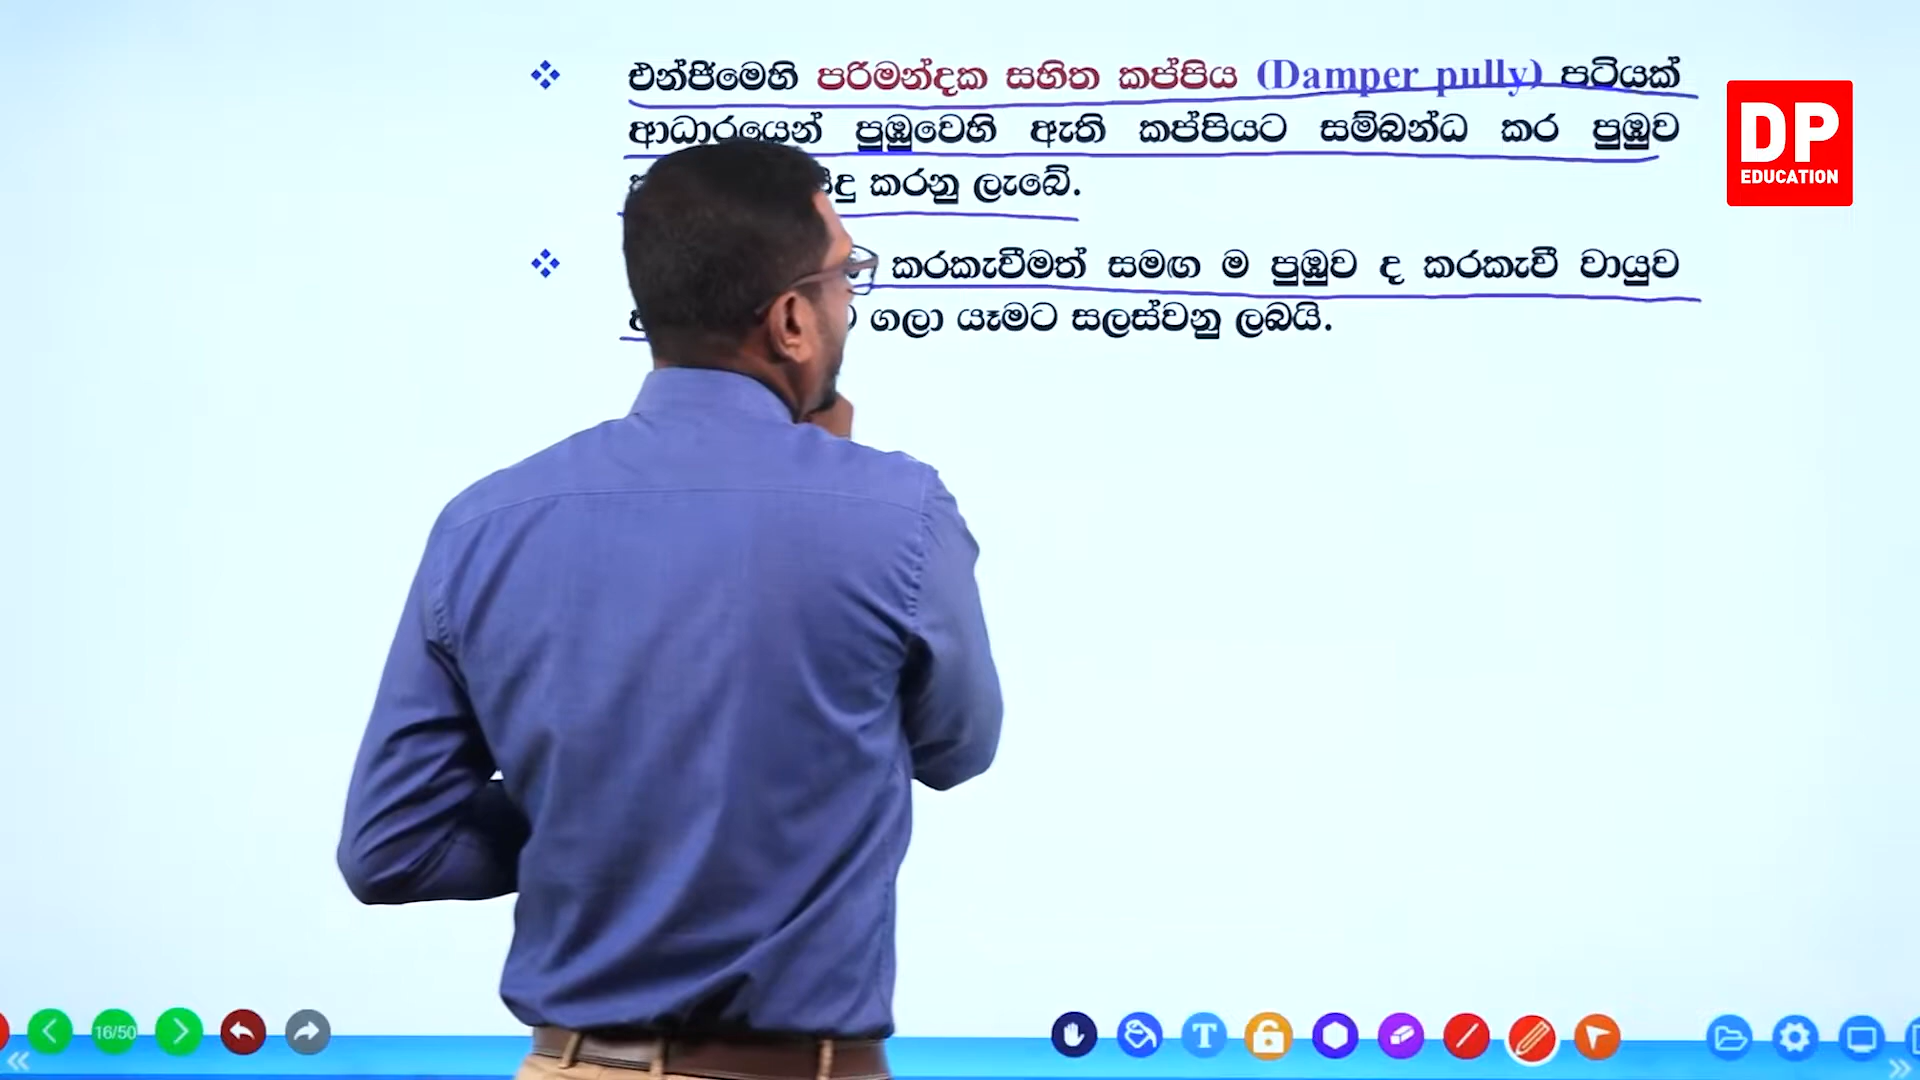 එන්ජිමෙහි පරිමන්දක සහිත කප්පිය (Damper pully) පටියක්
ආධාරයෙන් පුඹුවෙහි ඇති කප්පියට සම්බන්ධ කර පුඹුව
කරනු ලැබේ.
කරකැවීමත් සමඟ ම පුඹුව ද කරකැවී වායුව
ගලා යෑමට සලස්වනු ලබයි.
DP
EDUCATION
16/50
T